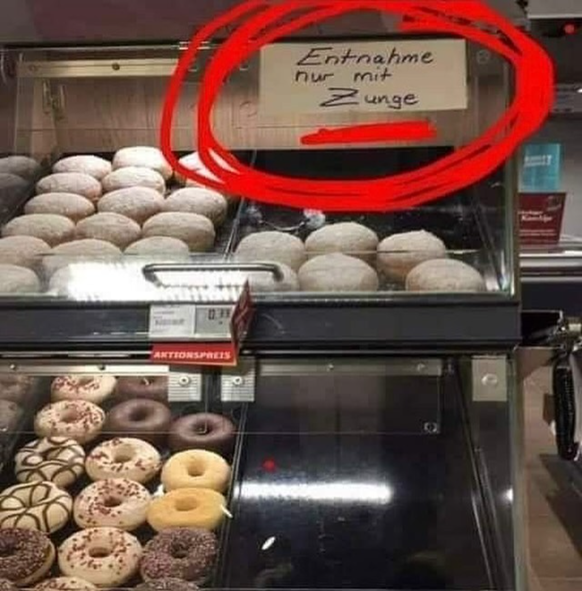 Entnahme
nur mit
Zunge
AKTIONSPREIS